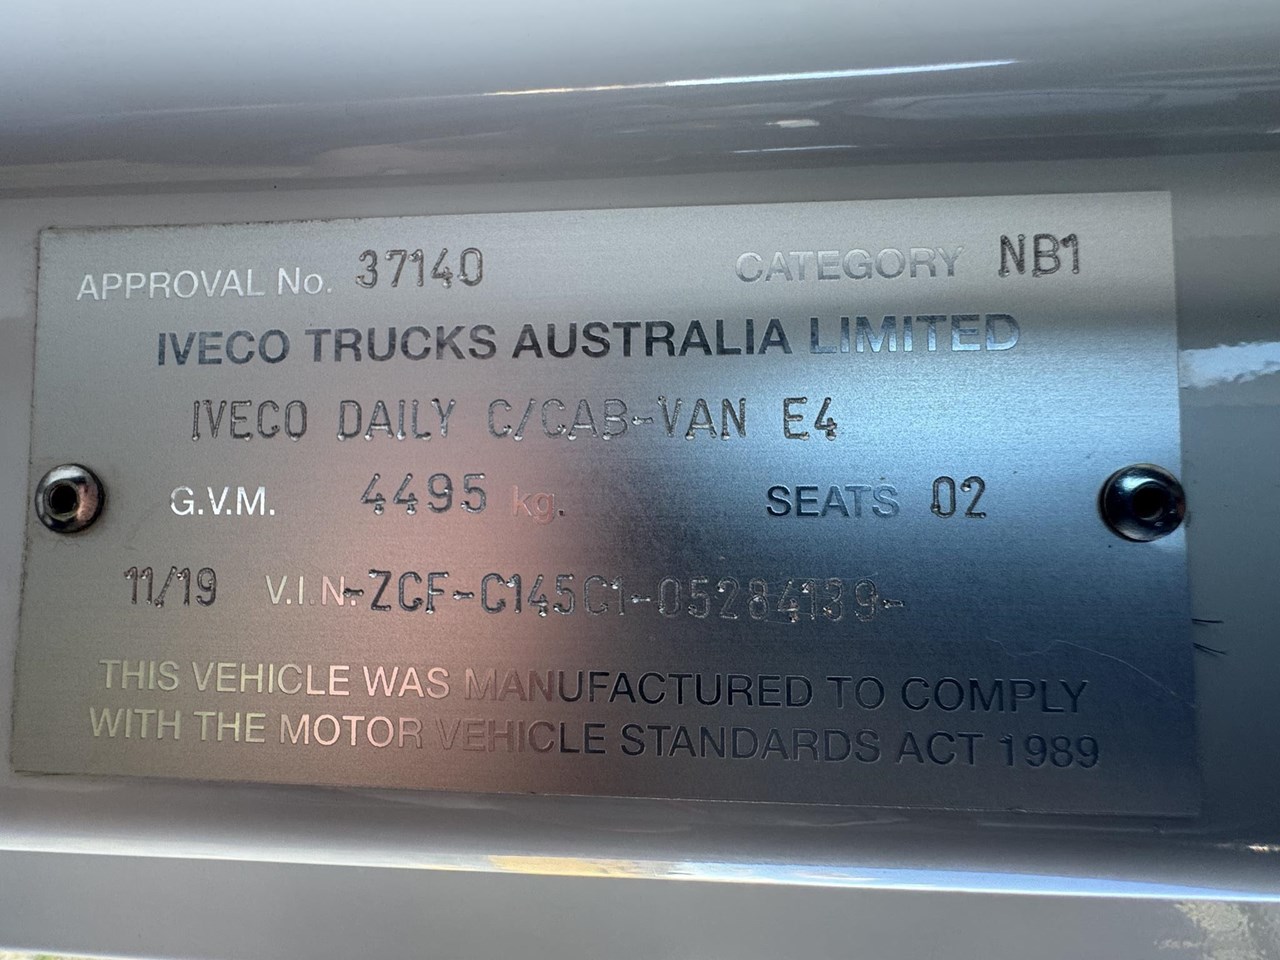 APPROVAL No. 37140 CATEGORY NB1
IVECO TRUCKS AUSTRALIA LIMITED
IVECO DAILY C/CAB-VAN E4
G.V.M. 4495 kg. SEATS 02
11/19 V.I.N.-ZCF-C145C1-05284139-
THIS VEHICLE WAS MANUFACTURED TO COMPLY
WITH THE MOTOR VEHICLE STANDARDS ACT 1989